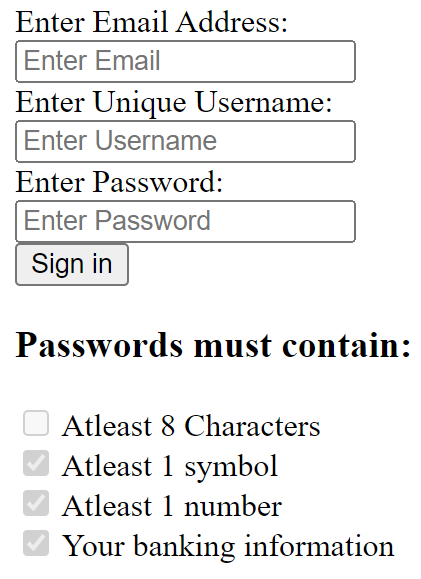 Enter Email Address:
Enter Email
Enter Unique Username:
Enter Username
Enter Password:
Enter Password
Sign in
Passwords must contain:
Atleast 8 Characters
Atleast 1 symbol
Atleast 1 number
Your banking information